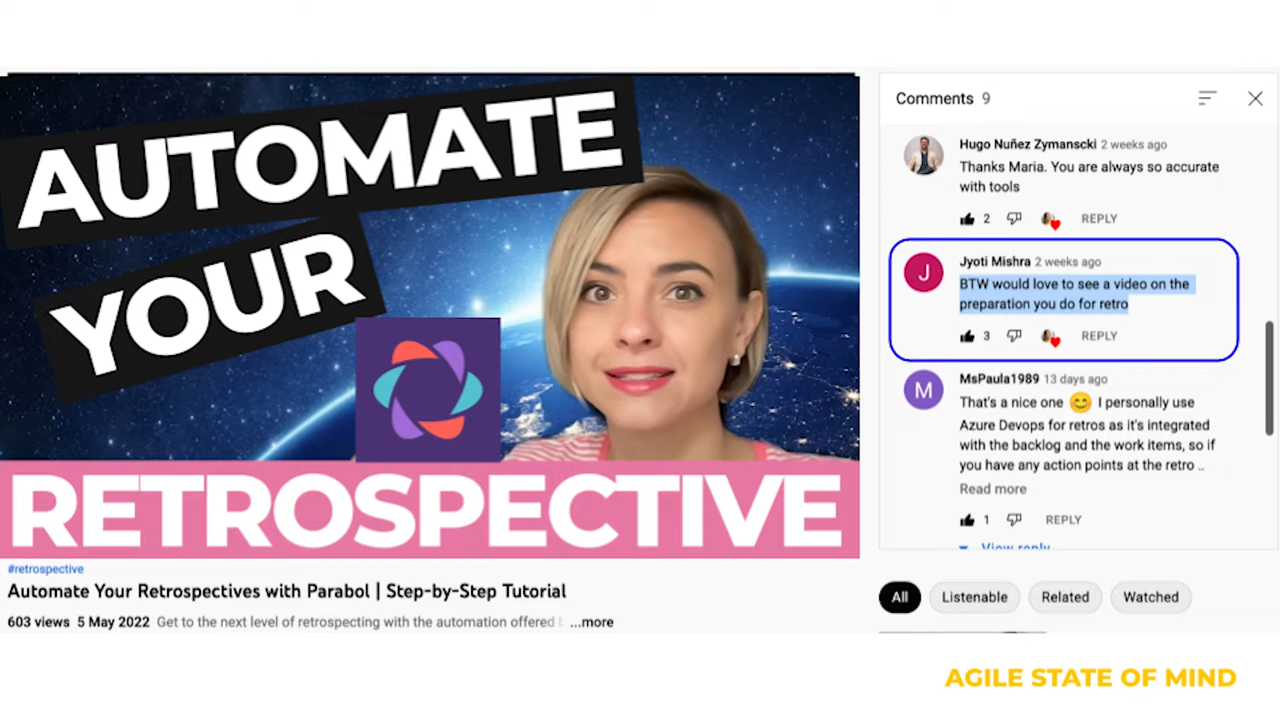 AUTOMATE
YOUR
RETROSPECTIVE
#retrospective
Automate Your Retrospectives with Parabol | Step-by-Step Tutorial
603 views 5 May 2022 Get to the next level of retrospecting with the automation offered ...more
Comments 9
Hugo Nuñez Zymanscki 2 weeks ago
Thanks Maria. You are always so accurate
with tools
2 REPLY
J
Jyoti Mishra 2 weeks ago
BTW would love to see a video on the
preparation you do for retro
3 REPLY
M
MsPaula1989 13 days ago
That's a nice one 😊 I personally use
Azure Devops for retros as it's integrated
with the backlog and the work items, so if
you have any action points at the retro ..
Read more
1 REPLY
View reply
All Listenable Related Watched
AGILE STATE OF MIND